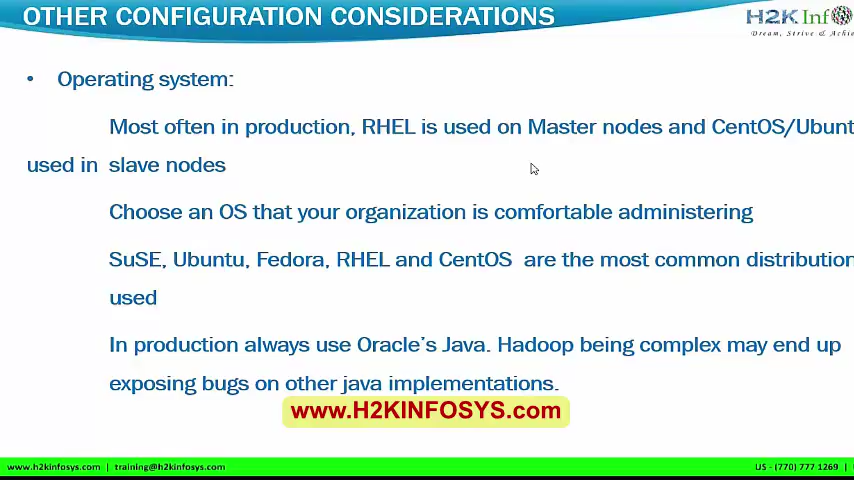 OTHER CONFIGURATION CONSIDERATIONS
H2K Inf
Dream, Strive & Achie
• Operating system:
Most often in production, RHEL is used on Master nodes and CentOS/Ubunt
used in slave nodes
Choose an OS that your organization is comfortable administering
SuSE, Ubuntu, Fedora, RHEL and CentOS are the most common distribution
used
In production always use Oracle's Java. Hadoop being complex may end up
exposing bugs on other java implementations.
www.H2KINFOSYS.com
www.h2kinfosys.com | training@h2kinfosys.com
US - (770) 777 1269 |